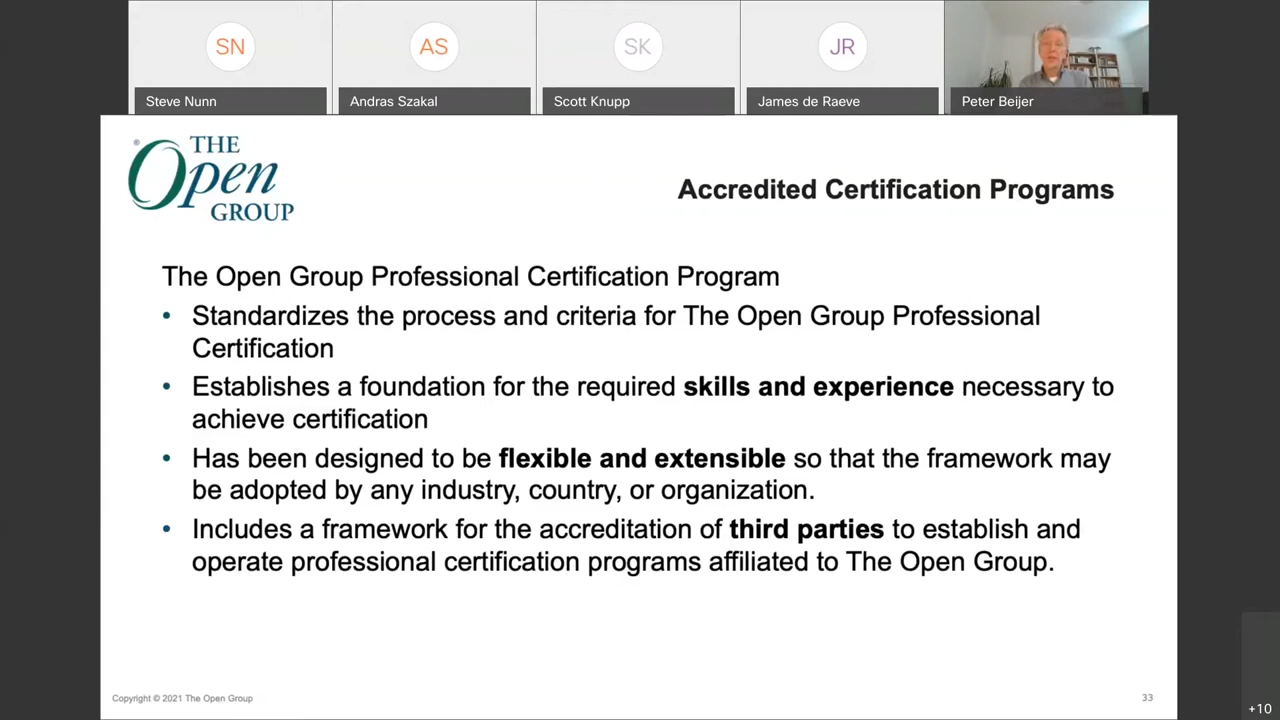 SN
AS
SK
JR
Steve Nunn
Andras Szakal
Scott Knupp
James de Raeve
Peter Beijer
®
THE
Open
GROUP
Accredited Certification Programs
The Open Group Professional Certification Program
• Standardizes the process and criteria for The Open Group Professional
Certification
• Establishes a foundation for the required skills and experience necessary to
achieve certification
• Has been designed to be flexible and extensible so that the framework may
be adopted by any industry, country, or organization.
• Includes a framework for the accreditation of third parties to establish and
operate professional certification programs affiliated to The Open Group.
Copyright © 2021 The Open Group
33
+10